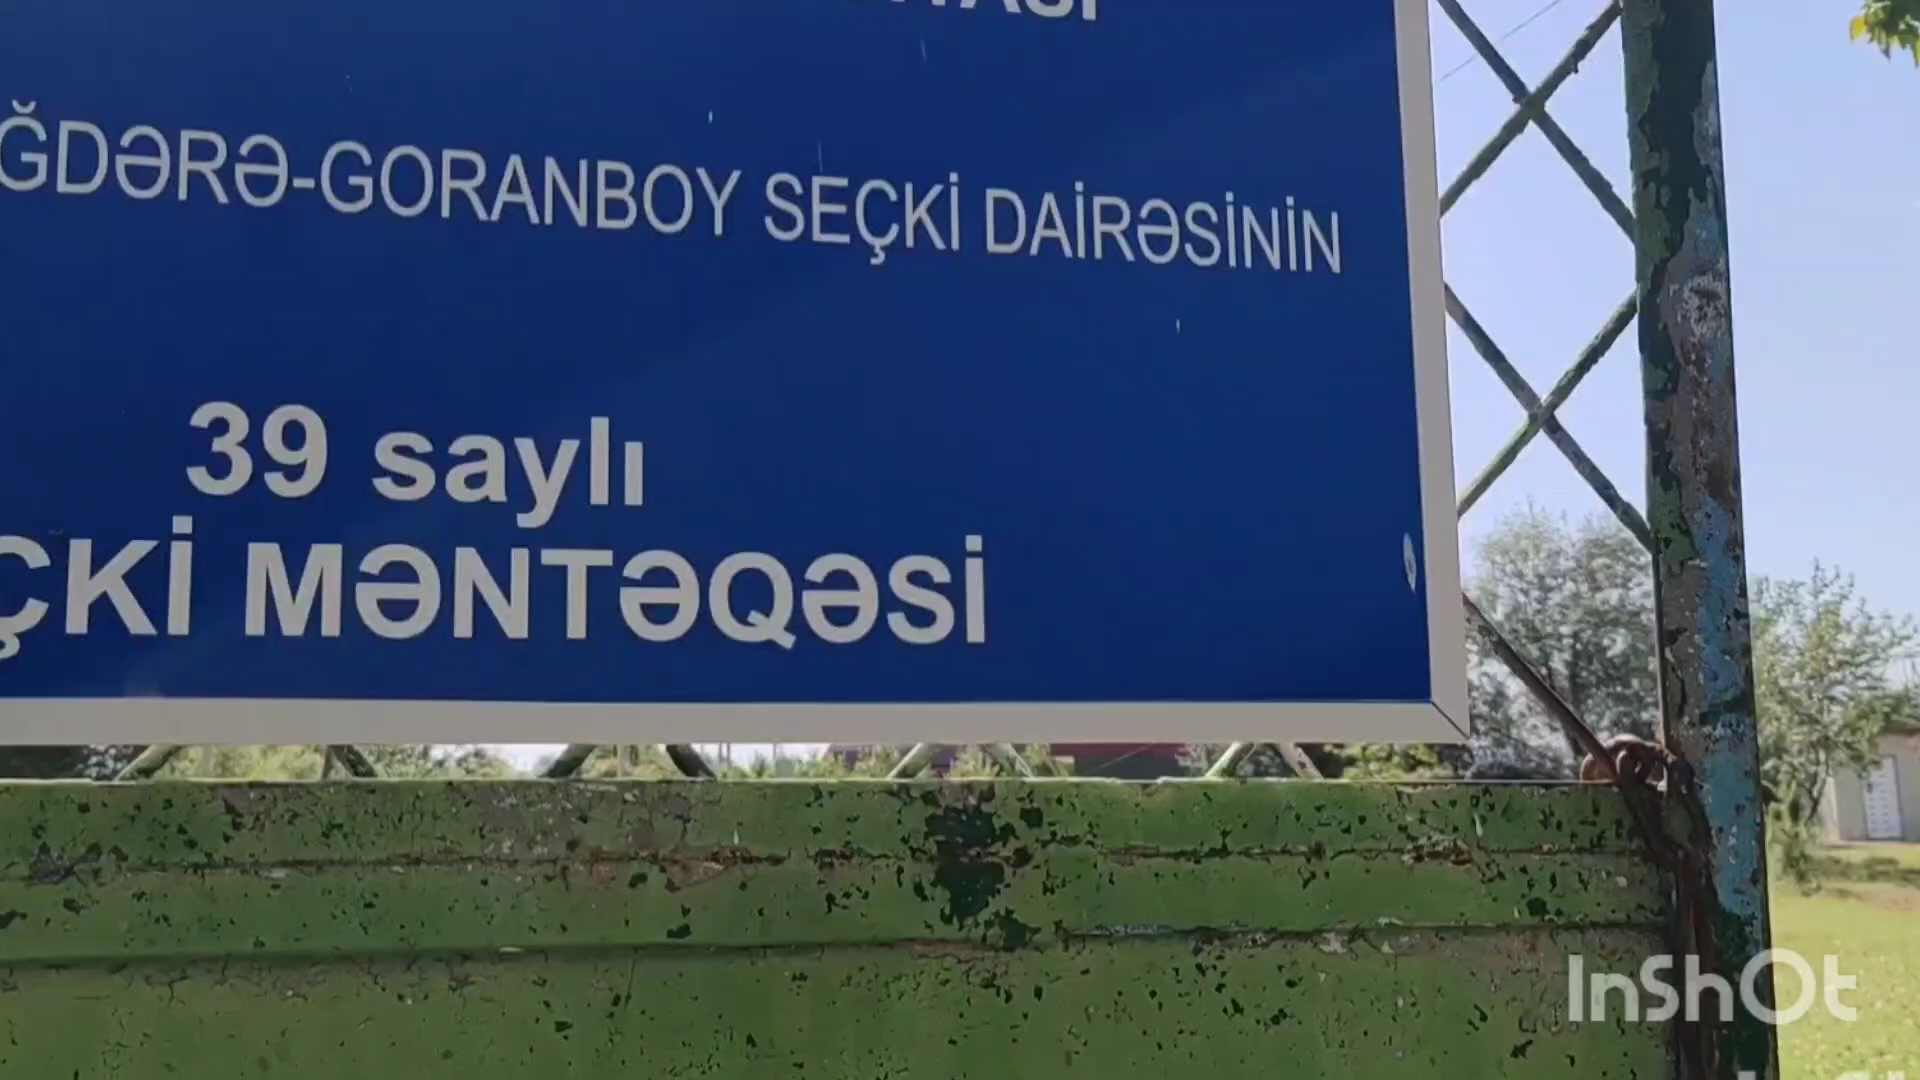 ĞDƏRƏ-GORANBOY SEÇKİ DAİRƏSİNİN
39 saylı
ÇKİ MƏNTƏQƏSİ
InShOt